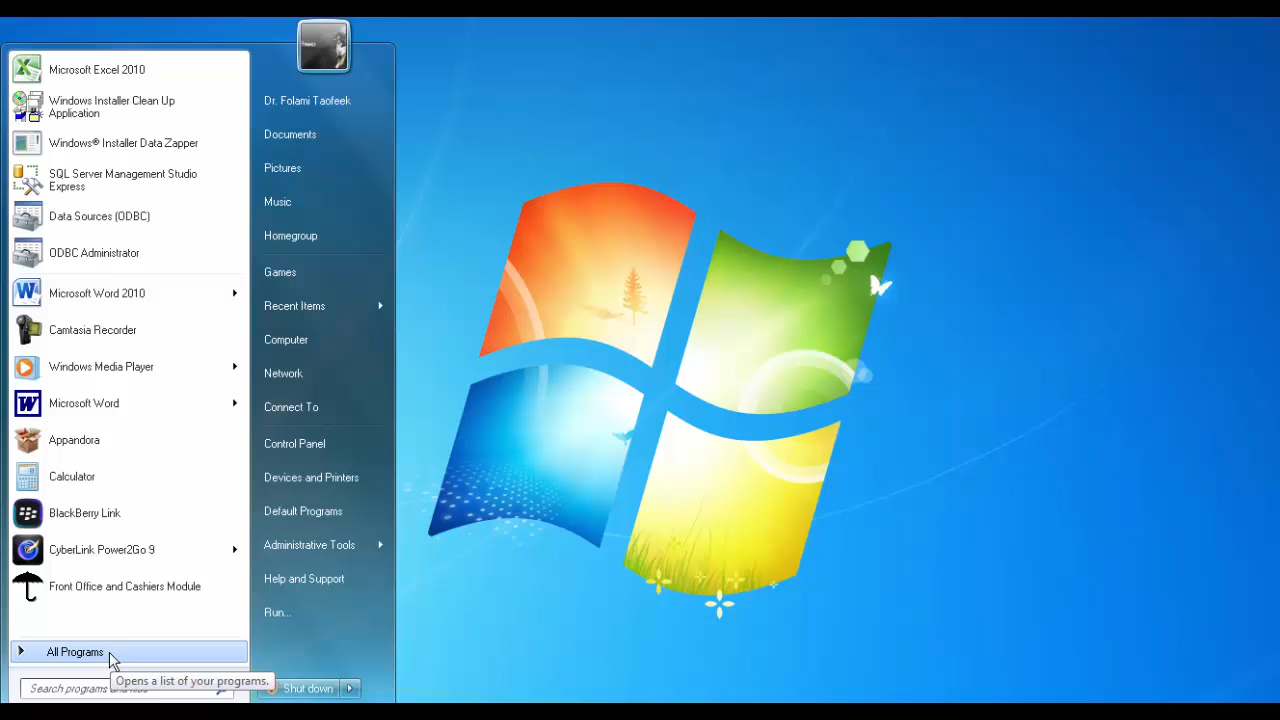 Microsoft Excel 2010
Windows Installer Clean Up
Application
Windows® Installer Data Zapper
SQL Server Management Studio
Express
Data Sources (ODBC)
ODBC Administrator
Microsoft Word 2010
Camtasia Recorder
Windows Media Player
Microsoft Word
Appandora
Calculator
BlackBerry Link
CyberLink Power2Go 9
Front Office and Cashiers Module
All Programs
Opens a list of your programs.
Search programs and files
Dr. Folami Taofeek
Documents
Pictures
Music
Homegroup
Games
Recent Items
Computer
Network
Connect To
Control Panel
Devices and Printers
Default Programs
Administrative Tools
Help and Support
Run...
Shut down